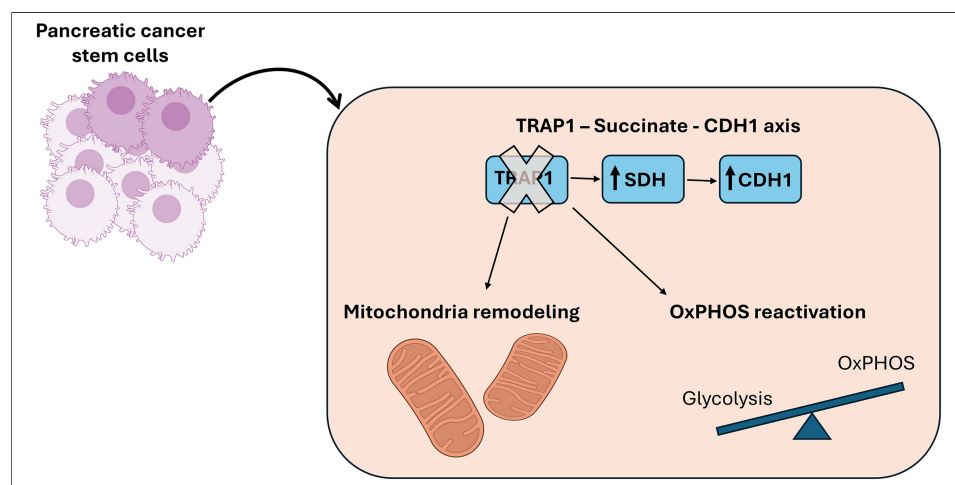 Pancreatic cancer
stem cells
TRAP1 – Succinate - CDH1 axis
TRAP1
SDH
CDH1
Mitochondria remodeling
OxPHOS reactivation
OxPHOS
Glycolysis